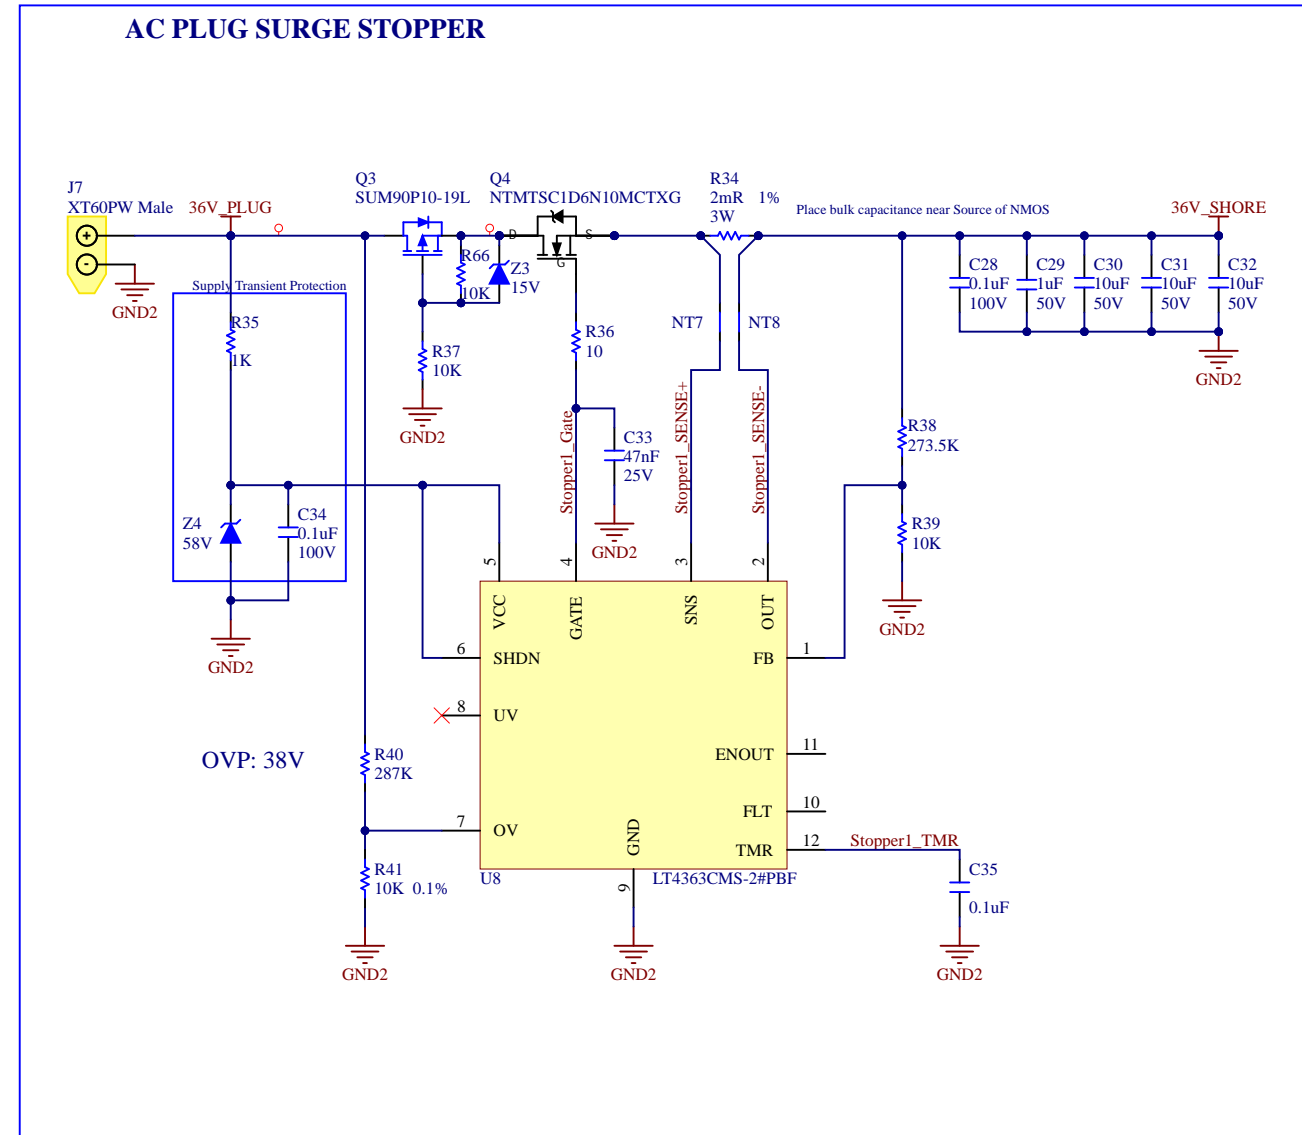 AC PLUG SURGE STOPPER
J7
XT60PW Male
36V_PLUG
Q3
SUM90P10-19L
Q4
NTMTSC1D6N10MCTXG
R34
2mR 1%
3W
Place bulk capacitance near Source of NMOS
36V_SHORE
+
-
GND2
D
S
G
R66
10K
Z3
15V
C28
0.1uF
100V
C29
1uF
50V
C30
10uF
50V
C31
10uF
50V
C32
10uF
50V
GND2
Supply Transient Protection
R35
1K
R37
10K
GND2
R36
10
NT7
NT8
Stopper1_Gate
C33
47nF
25V
GND2
Stopper1_SENSE+
Stopper1_SENSE-
R38
273.5K
R39
10K
GND2
Z4
58V
C34
0.1uF
100V
GND2
5
4
3
2
VCC
GATE
SNS
OUT
6
SHDN
FB
1
8
UV
ENOUT
11
OVP: 38V
R40
287K
FLT
10
7
OV
TMR
12
Stopper1_TMR
GND
9
R41
10K 0.1%
U8
LT4363CMS-2#PBF
C35
0.1uF
GND2
GND2
GND2